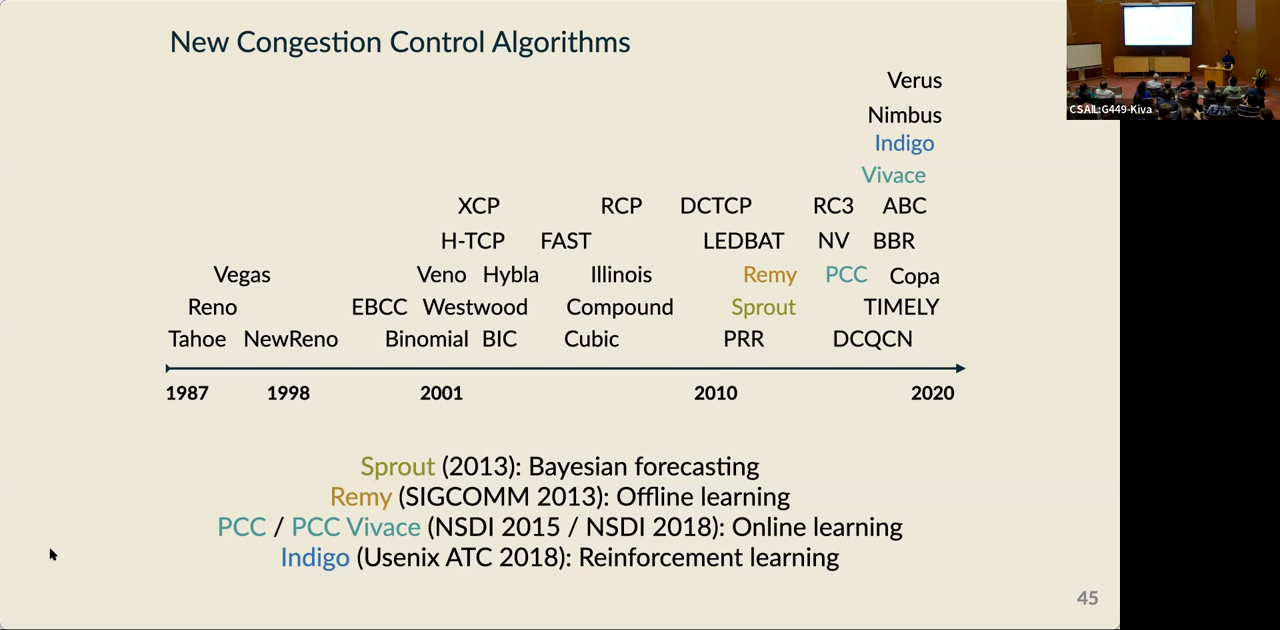 New Congestion Control Algorithms
CSAIL:G449-Kiva
Verus
Nimbus
Indigo
Vivace
XCP RCP DCTCP RC3 ABC
H-TCP FAST LEDBAT NV BBR
Vegas Veno Hybla Illinois Remy PCC Copa
Reno EBCC Westwood Compound Sprout TIMELY
Tahoe NewReno Binomial BIC Cubic PRR DCQCN
1987 1998 2001 2010 2020
Sprout (2013): Bayesian forecasting
Remy (SIGCOMM 2013): Offline learning
PCC / PCC Vivace (NSDI 2015 / NSDI 2018): Online learning
Indigo (Usenix ATC 2018): Reinforcement learning
45